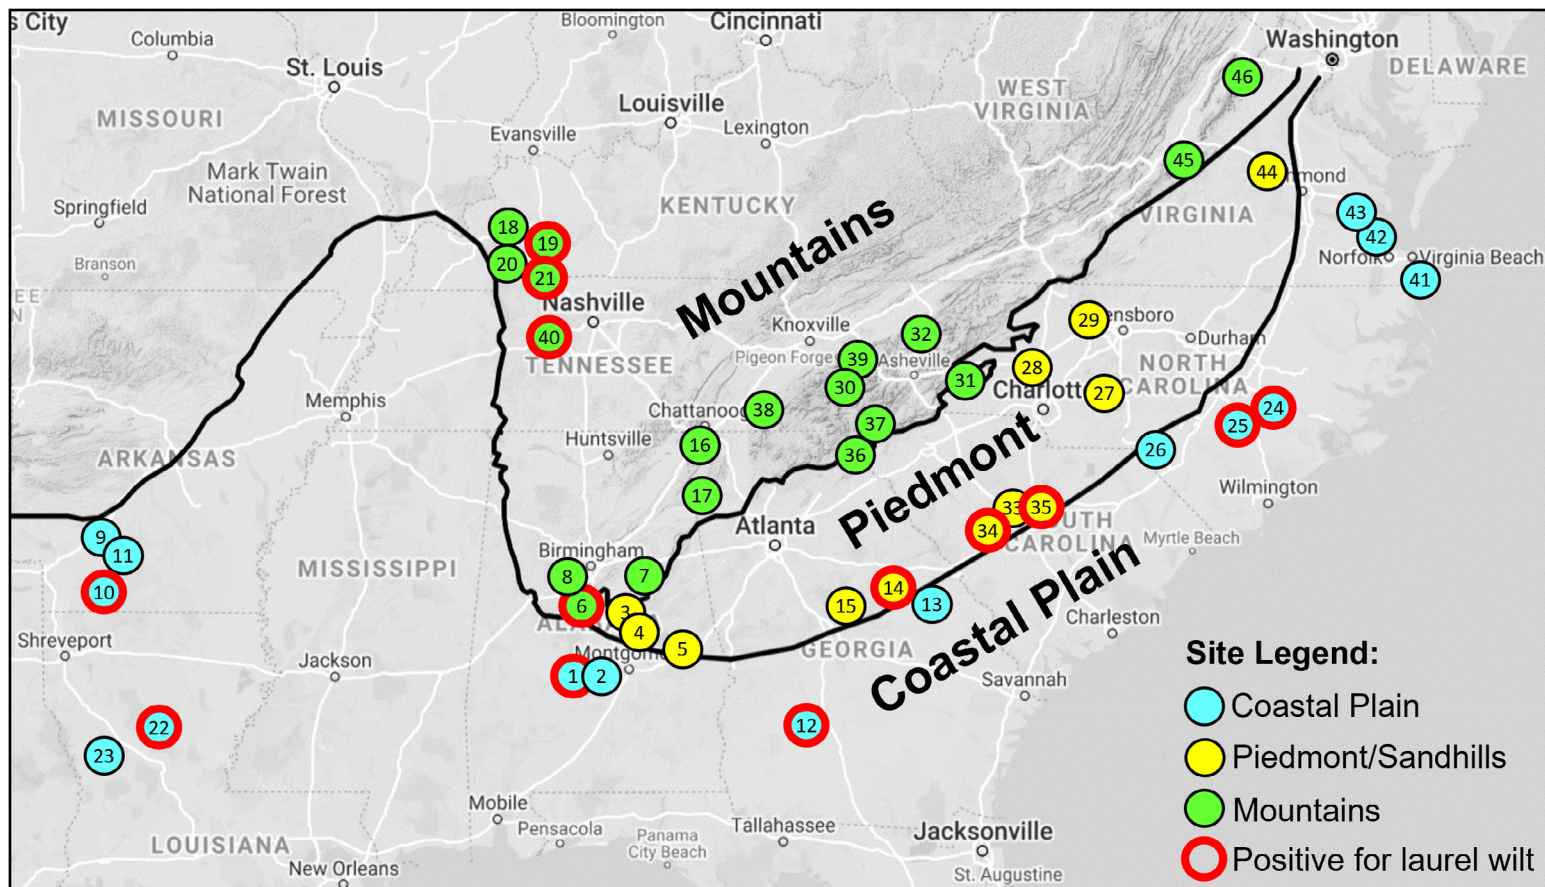 s City
Columbia
Bloomington
Cincinnati
Washington
DELAWARE
St. Louis
46
WEST
VIRGINIA
Louisville
MISSOURI
Evansville
Lexington
45
44
Mark Twain
National Forest
KENTUCKY
Springfield
VIRGINIA
43
42
18
19
Mountains
Norfolk
Virginia Beach
20
21
Branson
41
Nashville
Knoxville
32
29
40
Durham
TENNESSEE
Pigeon Forge
39
Asheville
NORTH
CAROLINA
28
30
31
27
Memphis
Chattanoog
38
Charlott
24
25
37
Huntsville
16
36
26
ARKANSAS
Piedmont
17
Wilmington
33
35
Atlanta
34
CAROLINA
Myrtle Beach
9
11
Birmingham
MISSISSIPPI
8
7
10
14
6
3
15
13
Coastal Plain
Charleston
4
Shreveport
5
GEORGIA
Jackson
Montgom
1
2
Savannah
Site Legend:
Coastal Plain
22
12
23
Piedmont/Sandhills
Mobile
Mountains
Pensacola
Panama
City Beach
Tallahassee
Jacksonville
LOUISIANA
Positive for laurel wilt
New Orleans
St. Augustine